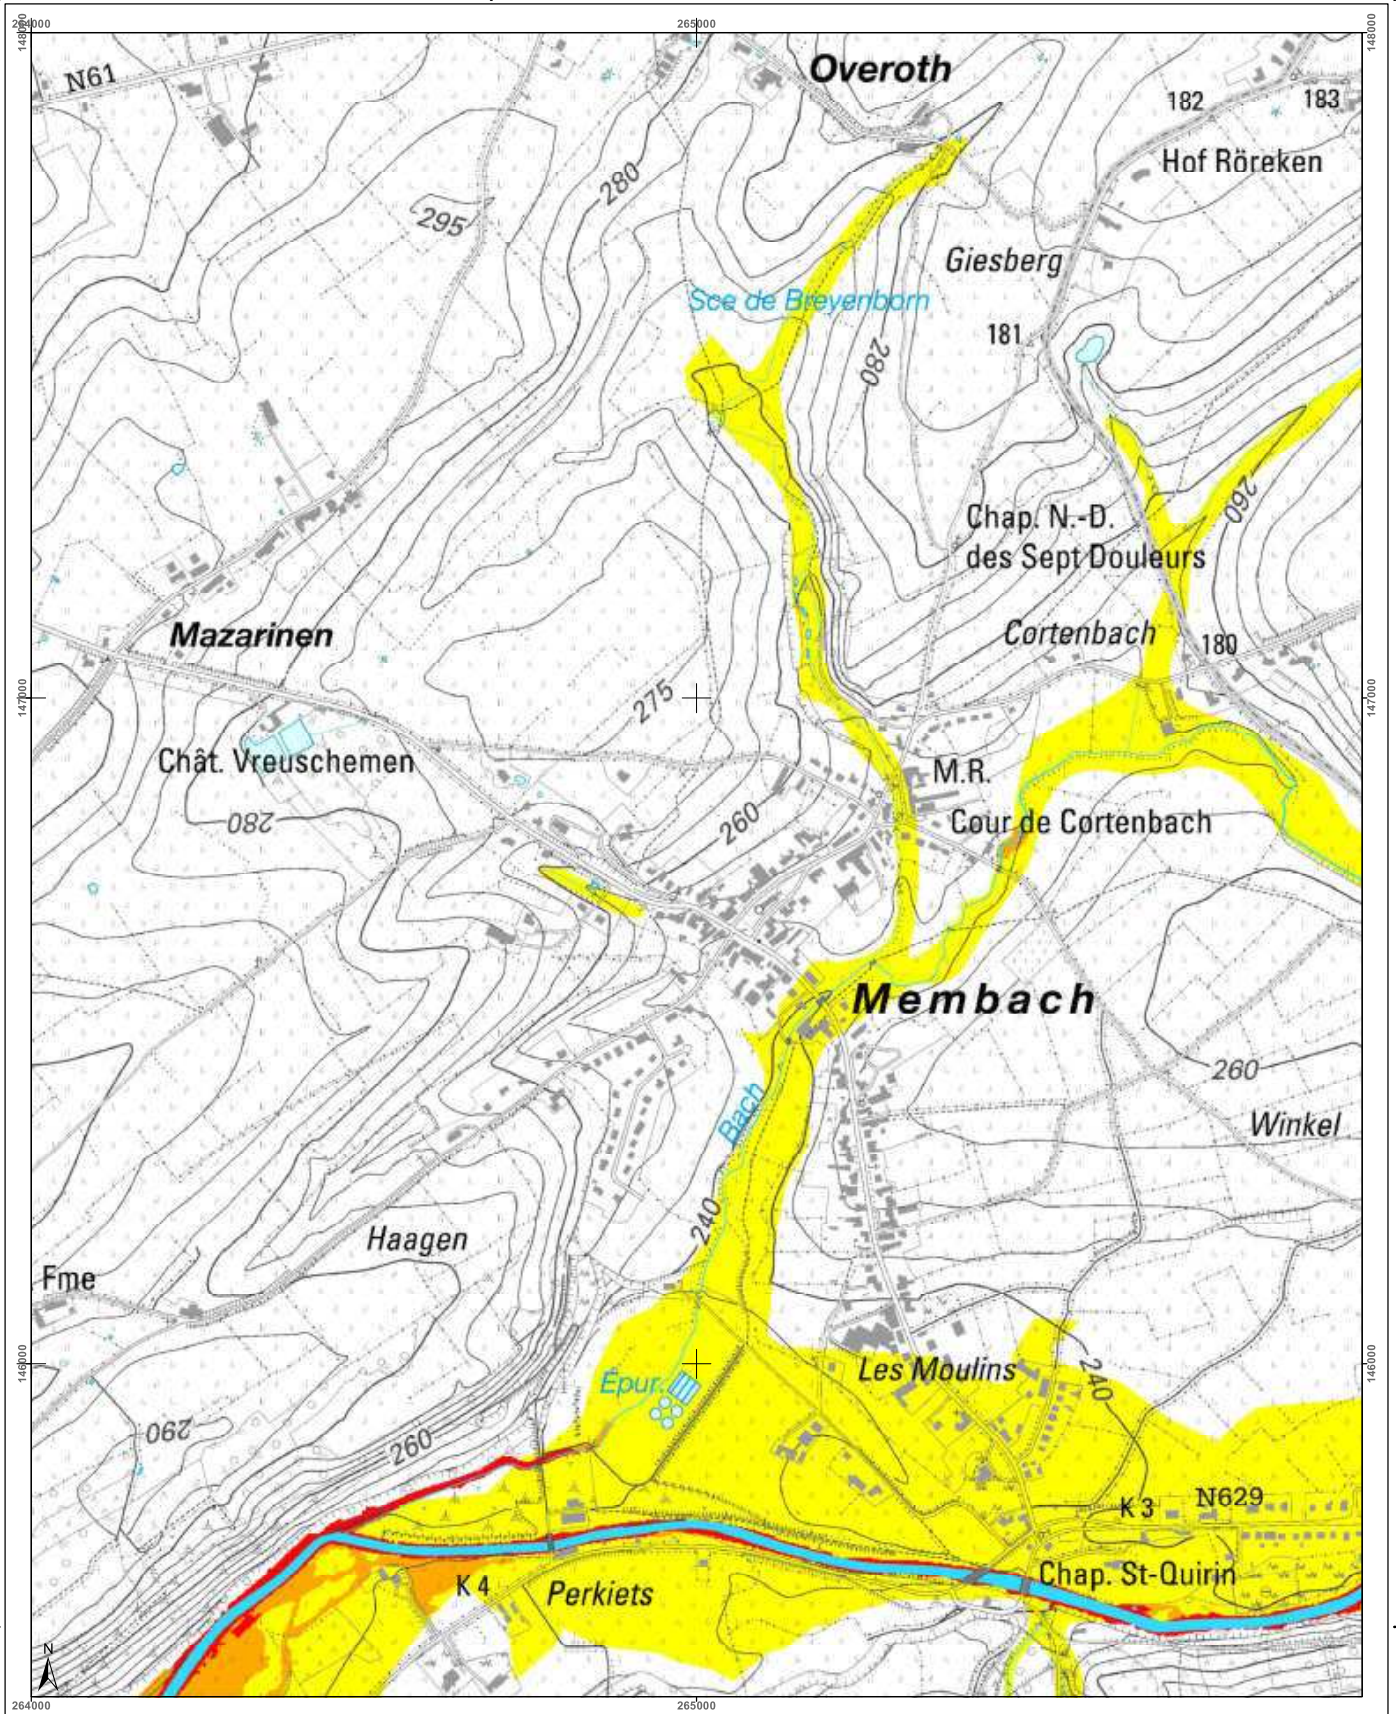 264000
265000
148000
148000
N61
Overoth
182
183
Hof Röreken
280
295
Giesberg
Sce de Breyenborn
181
280
260
Chap. N.-D.
des Sept Douleurs
Mazarinen
Cortenbach
180
147000
147000
275
Chât. Vreuschemen
M.R.
280
260
Cour de Cortenbach
Membach
260
Bach
Winkel
240
Haagen
Fme
146000
146000
Les Moulins
240
Épur.
290
260
K 3
N629
Chap. St-Quirin
K 4
Perkiets
N
264000
265000